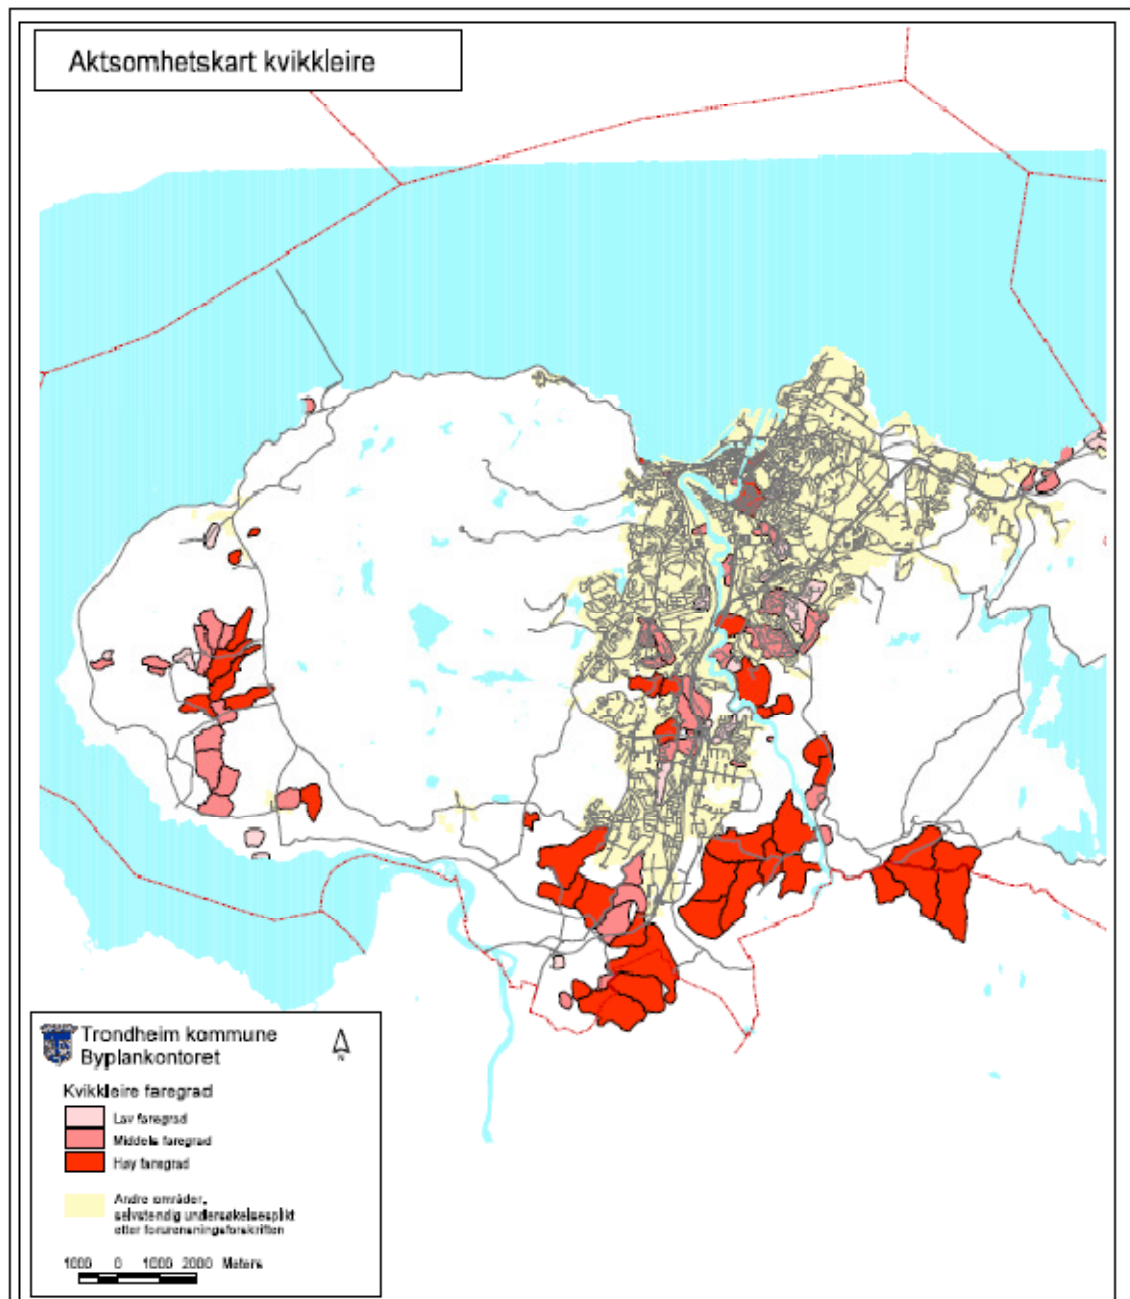 Aktsomhetskart kvikkleire
Trondheim kommune
Byplankontoret
N
Kvikkleire faregrad
Lav faregrad
Middels faregrad
Høy faregrad
Andre områder,
selvstendig undersøkelsesplikt
etter forurensningsforskriften
1000 0 1000 2000 Meters